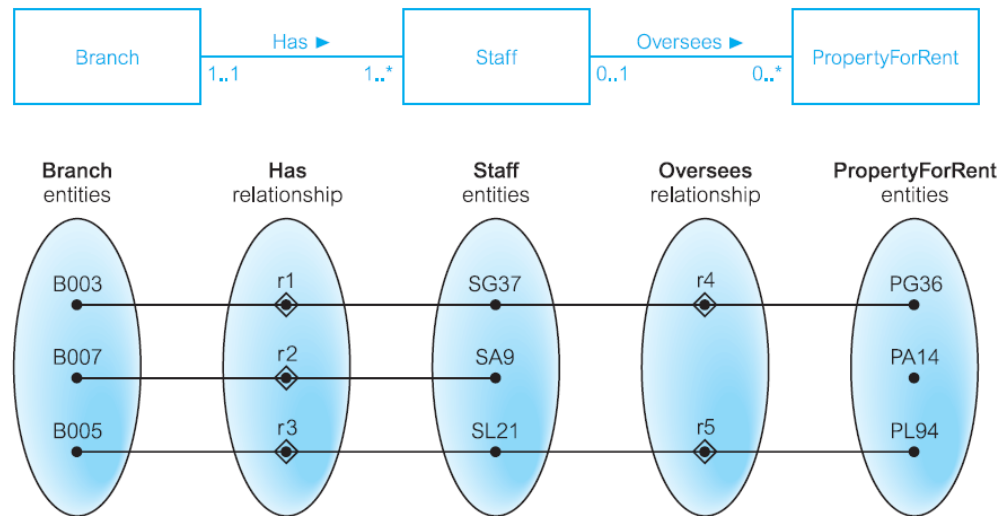 Branch
Has ►
Staff
Oversees ►
PropertyForRent
1..1
1..*
0..1
0..*
Branch
entities
Has
relationship
Staff
entities
Oversees
relationship
PropertyForRent
entities
B003
r1
SG37
r4
PG36
B007
r2
SA9
PA14
B005
r3
SL21
r5
PL94